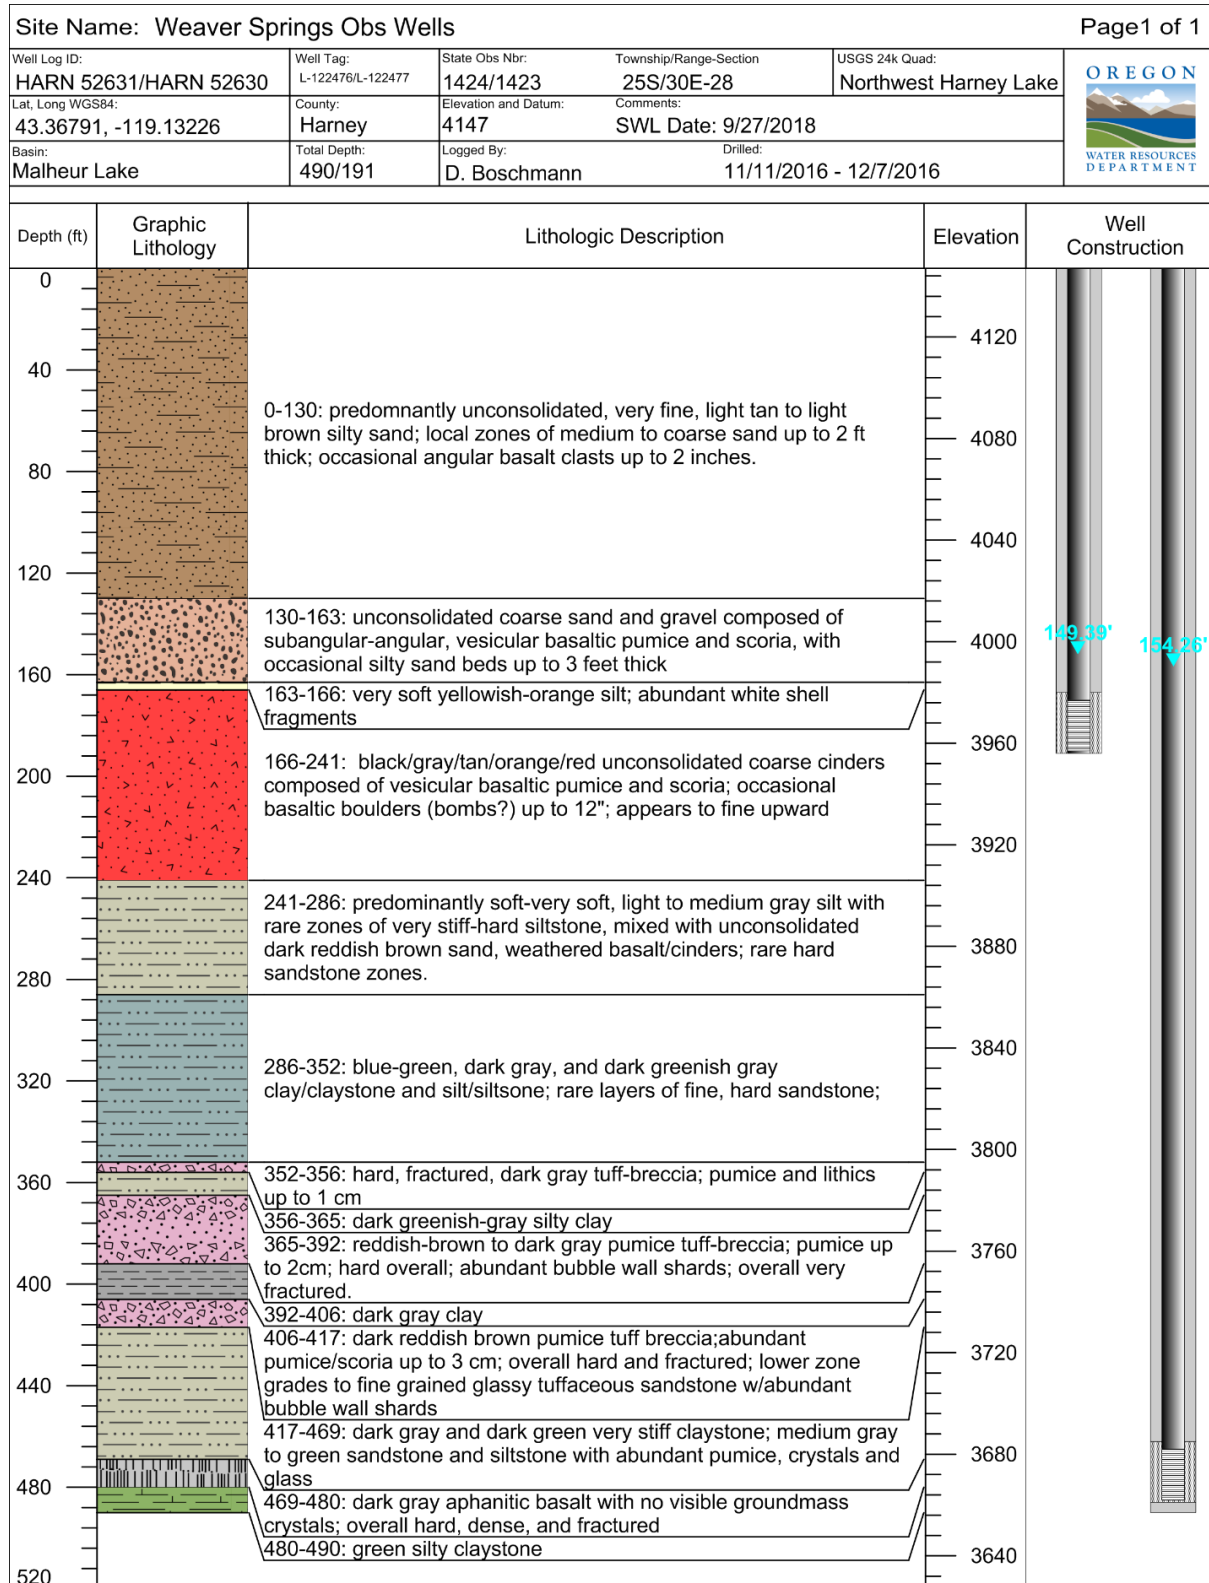 Site Name: Weaver Springs Obs Wells
Page1 of 1
Well Log ID:
HARN 52631/HARN 52630
Well Tag:
L-122476/L-122477
State Obs Nbr:
1424/1423
Township/Range-Section
25S/30E-28
USGS 24k Quad:
Northwest Harney Lake
Lat, Long WGS84:
43.36791, -119.13226
County:
Harney
Elevation and Datum:
4147
Comments:
SWL Date: 9/27/2018
Basin:
Malheur Lake
Total Depth:
490/191
Logged By:
D. Boschmann
Drilled:
11/11/2016 - 12/7/2016
OREGON
WATER RESOURCES
DEPARTMENT
Depth (ft)
Graphic
Lithology
Lithologic Description
Elevation
Well
Construction
0
40
80
120
160
200
240
280
320
360
400
440
480
520
0-130: predomnantly unconsolidated, very fine, light tan to light
brown silty sand; local zones of medium to coarse sand up to 2 ft
thick; occasional angular basalt clasts up to 2 inches.
130-163: unconsolidated coarse sand and gravel composed of
subangular-angular, vesicular basaltic pumice and scoria, with
occasional silty sand beds up to 3 feet thick
163-166: very soft yellowish-orange silt; abundant white shell
fragments
166-241: black/gray/tan/orange/red unconsolidated coarse cinders
composed of vesicular basaltic pumice and scoria; occasional
basaltic boulders (bombs?) up to 12"; appears to fine upward
241-286: predominantly soft-very soft, light to medium gray silt with
rare zones of very stiff-hard siltstone, mixed with unconsolidated
dark reddish brown sand, weathered basalt/cinders; rare hard
sandstone zones.
286-352: blue-green, dark gray, and dark greenish gray
clay/claystone and silt/siltsone; rare layers of fine, hard sandstone;
352-356: hard, fractured, dark gray tuff-breccia; pumice and lithics
up to 1 cm
356-365: dark greenish-gray silty clay
365-392: reddish-brown to dark gray pumice tuff-breccia; pumice up
to 2cm; hard overall; abundant bubble wall shards; overall very
fractured.
392-406: dark gray clay
406-417: dark reddish brown pumice tuff breccia;abundant
pumice/scoria up to 3 cm; overall hard and fractured; lower zone
grades to fine grained glassy tuffaceous sandstone w/abundant
bubble wall shards
417-469: dark gray and dark green very stiff claystone; medium gray
to green sandstone and siltstone with abundant pumice, crystals and
glass
469-480: dark gray aphanitic basalt with no visible groundmass
crystals; overall hard, dense, and fractured
480-490: green silty claystone
4120
4080
4040
4000
3960
3920
3880
3840
3800
3760
3720
3680
3640
149.39'
154.26'